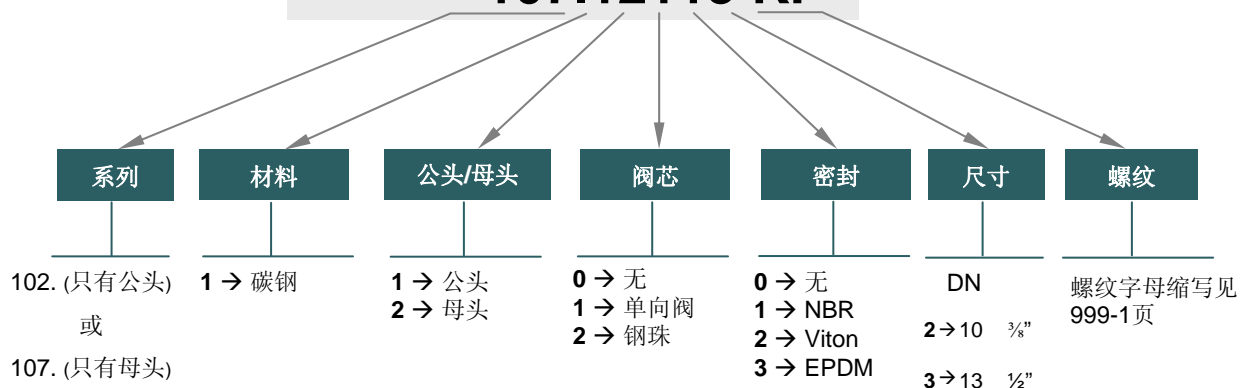 系列 材料 公头/母头 阀芯 密封 尺寸 螺纹
102. (只有公头) 1 → 碳钢 1 → 公头 0 → 无 0 → 无 DN 螺纹字母缩写见
或 2 → 母头 1 → 单向阀 1 → NBR 2→10 ⅜” 999-1页
107. (只有母头) 2 → 钢珠 2 → Viton 3→13 ½”
3 → EPDM